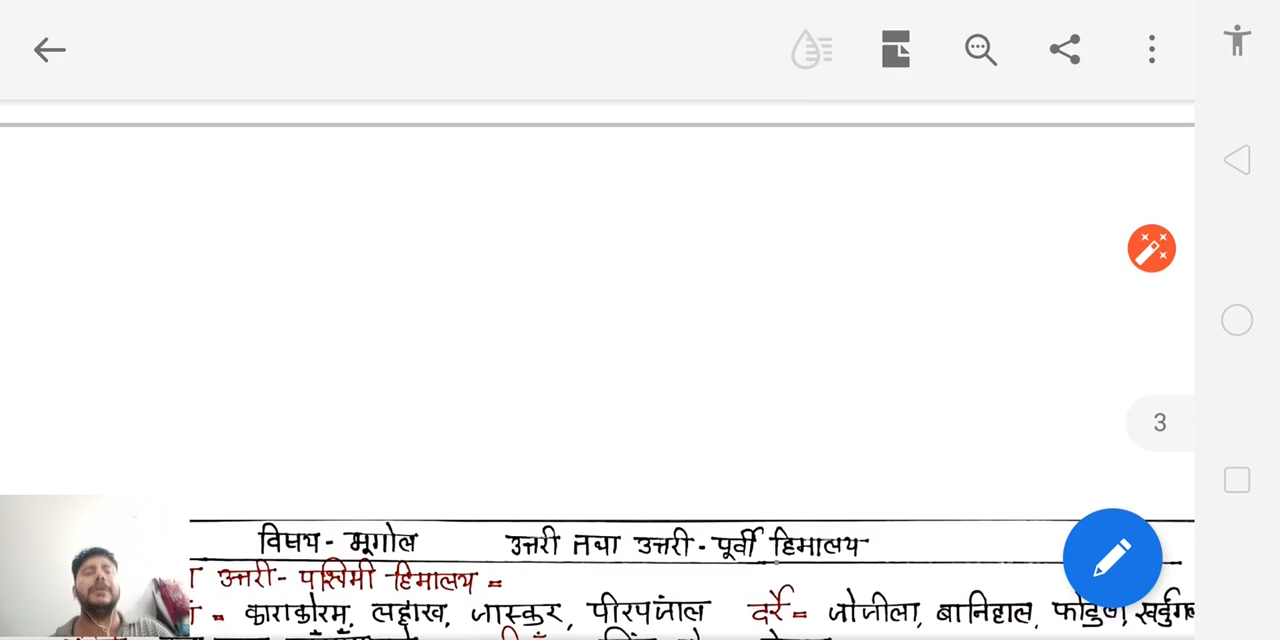 3
विषय - भूगोल उत्तरी तथा उत्तरी - पूर्वी हिमालय
उत्तरी - पश्चिमी हिमालय =
= काराकोरम, लद्दाख, जास्कर, पीरपंजाल दर्रे = जोजीला, बानिहाल,